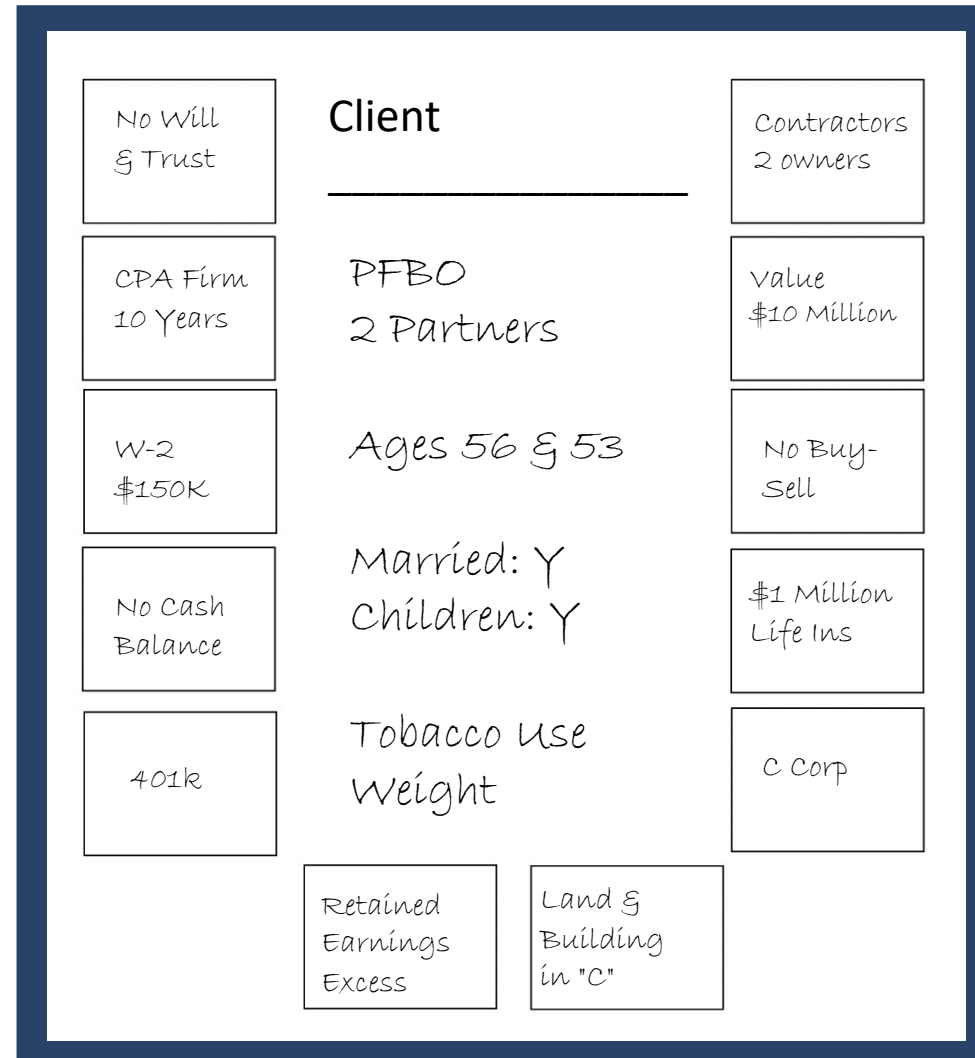 Client
No Will
& Trust
CPA Firm
10 Years
W-2
$150K
No Cash
Balance
401k
PFBO
2 Partners
Ages 56 & 53
Married: Y
Children: Y
Tobacco Use
Weight
Contractors
2 owners
Value
$10 Million
No Buy-
Sell
$1 Million
Life Ins
C Corp
Retained
Earnings
Excess
Land &
Building
in "C"